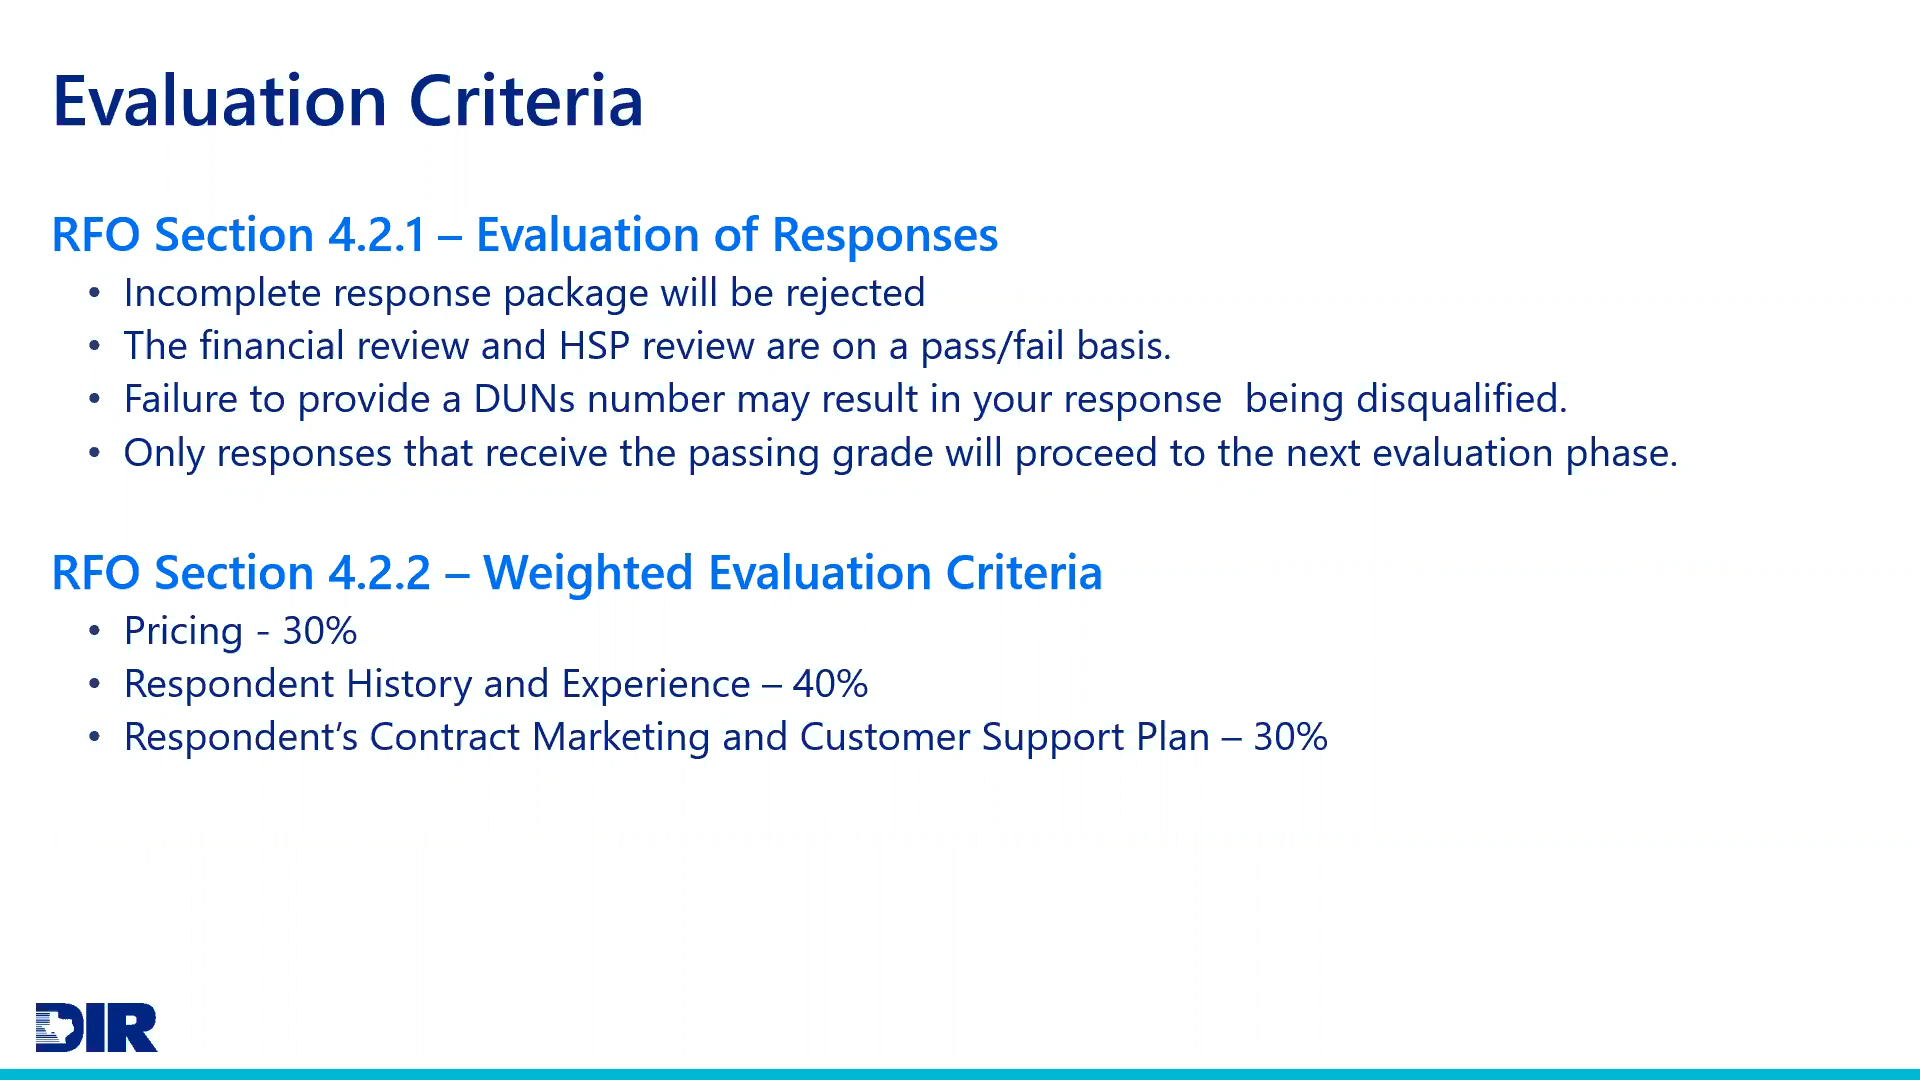 Evaluation Criteria
RFO Section 4.2.1 – Evaluation of Responses
• Incomplete response package will be rejected
• The financial review and HSP review are on a pass/fail basis.
• Failure to provide a DUNs number may result in your response  being disqualified.
• Only responses that receive the passing grade will proceed to the next evaluation phase.
RFO Section 4.2.2 – Weighted Evaluation Criteria
• Pricing - 30%
• Respondent History and Experience – 40%
• Respondent’s Contract Marketing and Customer Support Plan – 30%
DIR